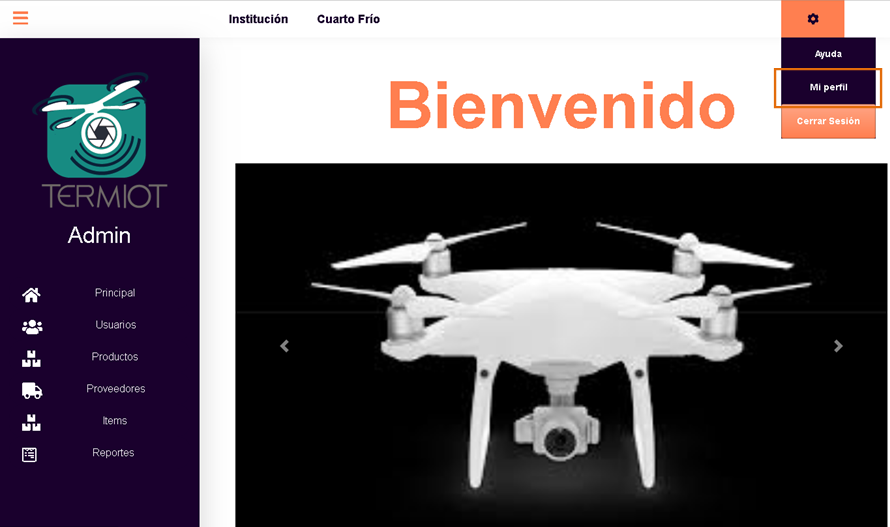 Institución
Cuarto Frío
Ayuda
Mi perfil
Cerrar Sesión
Bienvenido
TERMIOT
Admin
Principal
Usuarios
Productos
Proveedores
Items
Reportes